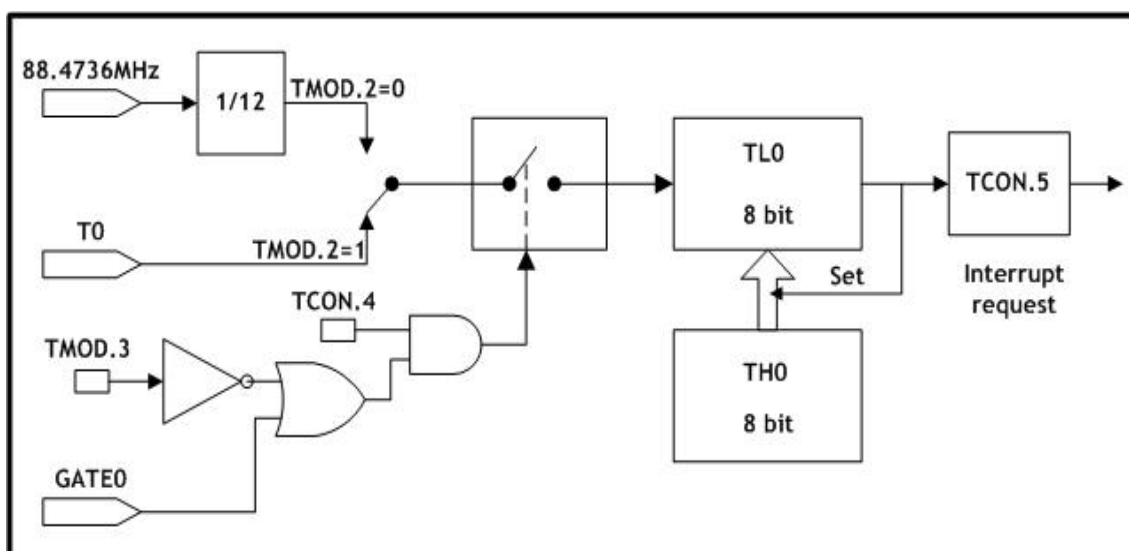 88.4736MHz
1/12
TMOD.2=0
T0
TMOD.2=1
TCON.4
TMOD.3
GATE0
TL0
8 bit
Set
TH0
8 bit
TCON.5
Interrupt
request